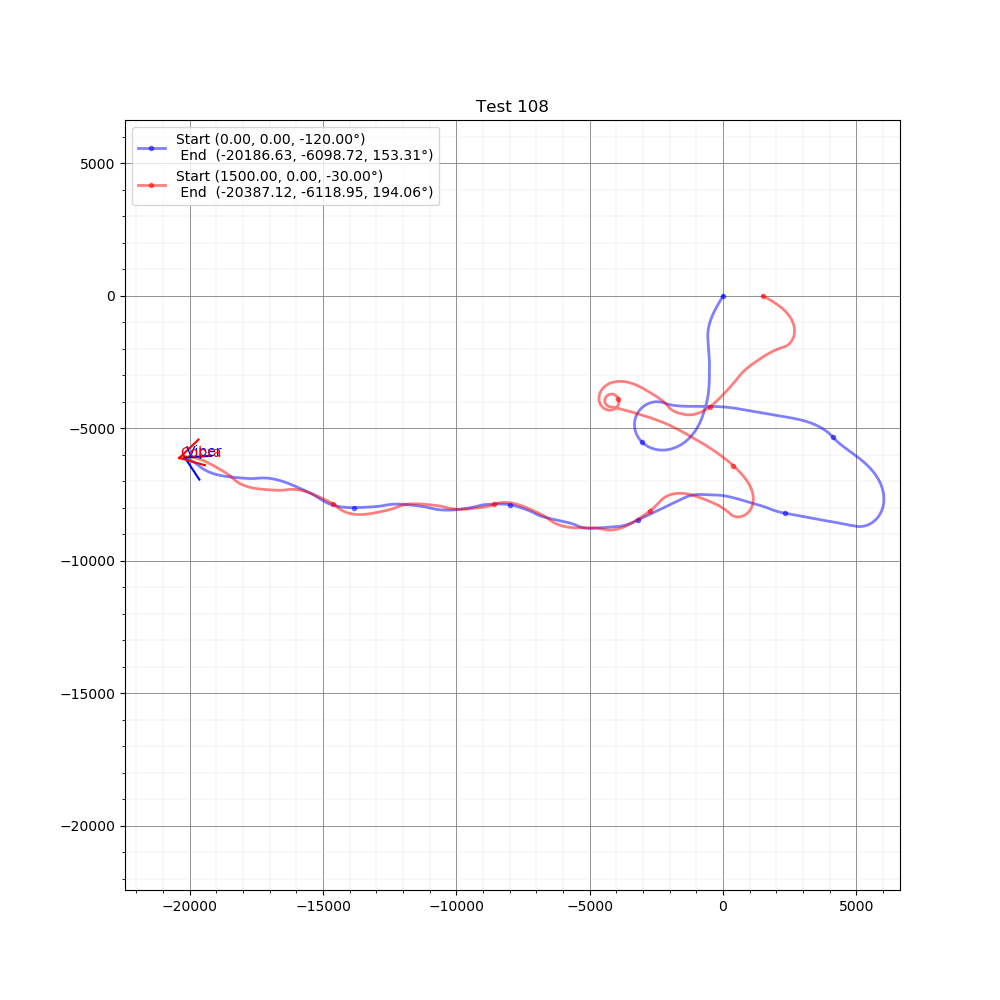 Test 108
Start (0.00, 0.00, -120.00°)
End  (-20186.63, -6098.72, 153.31°)
Start (1500.00, 0.00, -30.00°)
End  (-20387.12, -6118.95, 194.06°)
5000
0
−5000
−10000
−15000
−20000
Viper
−20000 −15000 −10000 −5000 0 5000